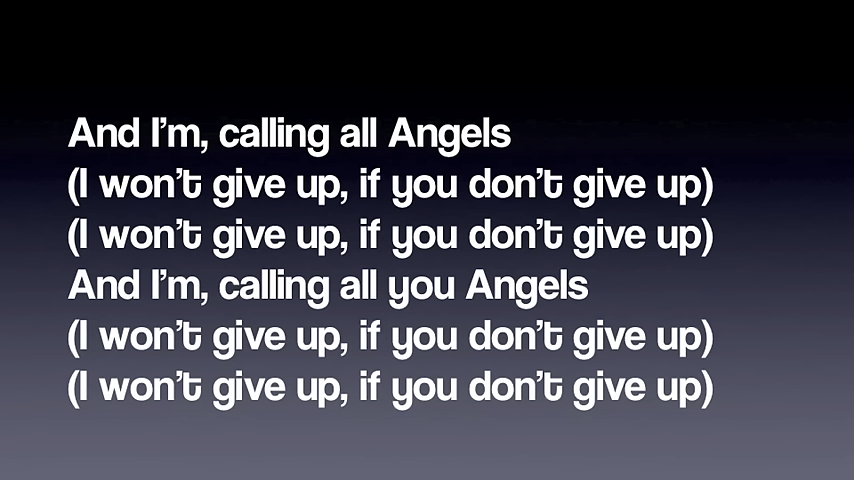 And I'm, calling all Angels
(I won't give up, if you don't give up)
(I won't give up, if you don't give up)
And I'm, calling all you Angels
(I won't give up, if you don't give up)
(I won't give up, if you don't give up)